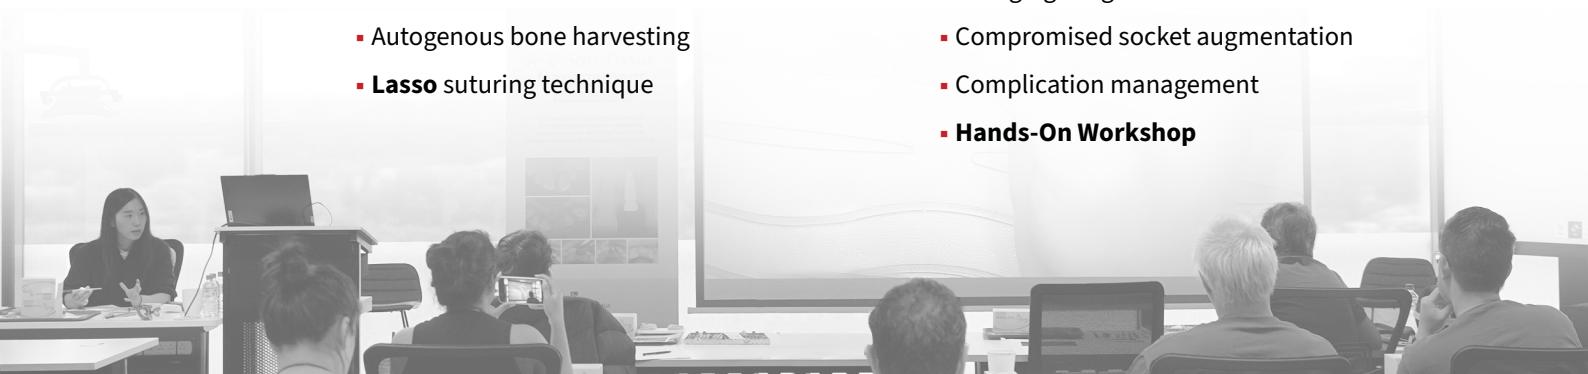 ▪ Autogenous bone harvesting
▪ Lasso suturing technique
▪ Compromised socket augmentation
▪ Complication management
▪ Hands-On Workshop